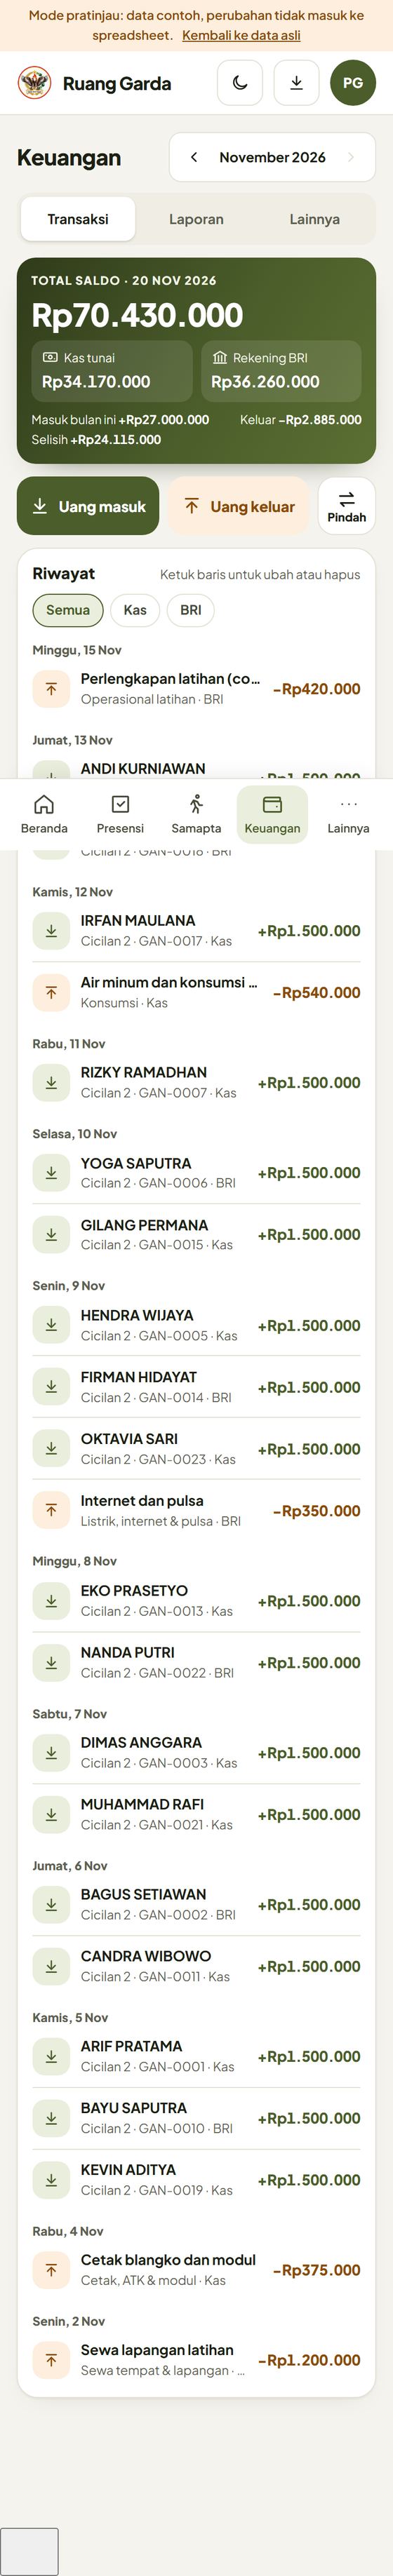 Mode pratinjau: data contoh, perubahan tidak masuk ke
spreadsheet. Kembali ke data asli
Ruang Garda
PG
Keuangan
November 2026
Transaksi
Laporan
Lainnya
TOTAL SALDO · 20 NOV 2026
Rp70.430.000
Kas tunai
Rp34.170.000
Rekening BRI
Rp36.260.000
Masuk bulan ini +Rp27.000.000
Keluar −Rp2.885.000
Selisih +Rp24.115.000
Uang masuk
Uang keluar
Pindah
Riwayat
Ketuk baris untuk ubah atau hapus
Semua
Kas
BRI
Minggu, 15 Nov
Perlengkapan latihan (co…
−Rp420.000
Operasional latihan · BRI
Jumat, 13 Nov
ANDI KURNIAWAN
+Rp1.500.000
Beranda
Presensi
Samapta
Keuangan
Lainnya
Cicilan 2 · GAN-0018 · BRI
Kamis, 12 Nov
IRFAN MAULANA
+Rp1.500.000
Cicilan 2 · GAN-0017 · Kas
Air minum dan konsumsi …
−Rp540.000
Konsumsi · Kas
Rabu, 11 Nov
RIZKY RAMADHAN
+Rp1.500.000
Cicilan 2 · GAN-0007 · Kas
Selasa, 10 Nov
YOGA SAPUTRA
+Rp1.500.000
Cicilan 2 · GAN-0006 · BRI
GILANG PERMANA
+Rp1.500.000
Cicilan 2 · GAN-0015 · Kas
Senin, 9 Nov
HENDRA WIJAYA
+Rp1.500.000
Cicilan 2 · GAN-0005 · Kas
FIRMAN HIDAYAT
+Rp1.500.000
Cicilan 2 · GAN-0014 · BRI
OKTAVIA SARI
+Rp1.500.000
Cicilan 2 · GAN-0023 · Kas
Internet dan pulsa
−Rp350.000
Listrik, internet & pulsa · BRI
Minggu, 8 Nov
EKO PRASETYO
+Rp1.500.000
Cicilan 2 · GAN-0013 · Kas
NANDA PUTRI
+Rp1.500.000
Cicilan 2 · GAN-0022 · BRI
Sabtu, 7 Nov
DIMAS ANGGARA
+Rp1.500.000
Cicilan 2 · GAN-0003 · Kas
MUHAMMAD RAFI
+Rp1.500.000
Cicilan 2 · GAN-0021 · Kas
Jumat, 6 Nov
BAGUS SETIAWAN
+Rp1.500.000
Cicilan 2 · GAN-0002 · BRI
CANDRA WIBOWO
+Rp1.500.000
Cicilan 2 · GAN-0011 · Kas
Kamis, 5 Nov
ARIF PRATAMA
+Rp1.500.000
Cicilan 2 · GAN-0001 · Kas
BAYU SAPUTRA
+Rp1.500.000
Cicilan 2 · GAN-0010 · BRI
KEVIN ADITYA
+Rp1.500.000
Cicilan 2 · GAN-0019 · Kas
Rabu, 4 Nov
Cetak blangko dan modul
−Rp375.000
Cetak, ATK & modul · Kas
Senin, 2 Nov
Sewa lapangan latihan
−Rp1.200.000
Sewa tempat & lapangan · …